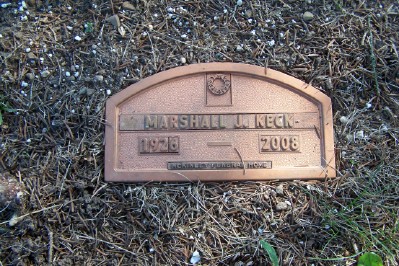 MARSHALL J. KECK
1926 — 2008
FUNERAL HOME